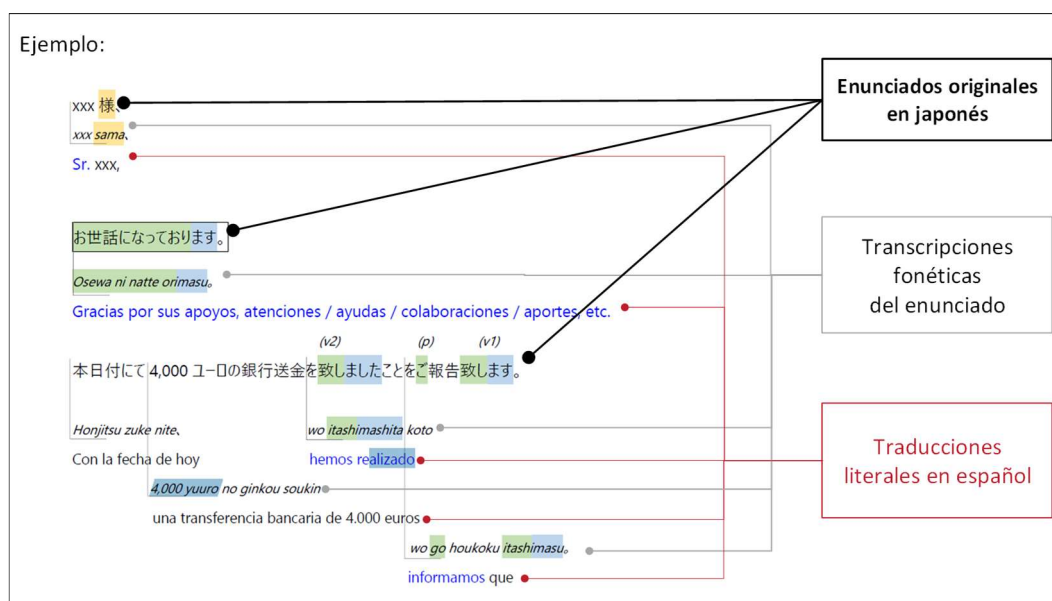 Ejemplo:
xxx 様、
xxx sama、
Sr. xxx,
お世話になっております。
Osewa ni natte orimasu。
Gracias por sus apoyos, atenciones / ayudas / colaboraciones / aportes, etc.
(v2) (p) (v1)
本日付にて 4,000 ユーロの銀行送金を致しましたことをご報告致します。
Honjitsu zuke nite、 wo itashimashita koto
Con la fecha de hoy hemos realizado
4,000 yuuro no ginkou soukin
una transferencia bancaria de 4.000 euros
wo go houkoku itashimasu。
informamos que
Enunciados originales
en japonés
Transcripciones
fonéticas
del enunciado
Traducciones
literales en español